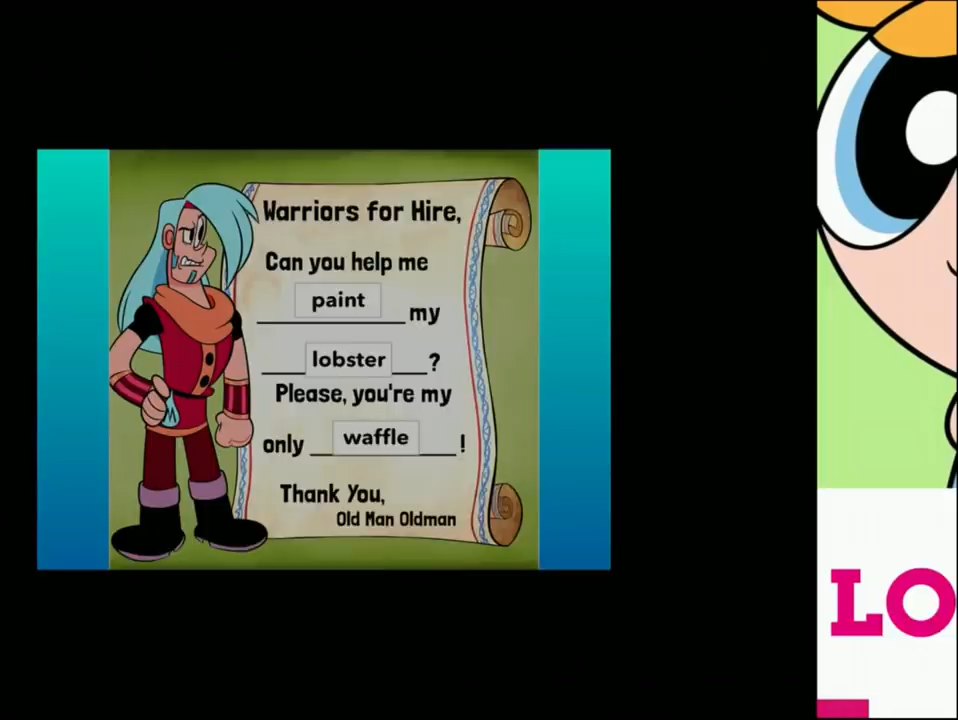 Warriors for Hire,
Can you help me
paint my
lobster ?
Please, you're my
only waffle !
Thank You,
Old Man Oldman
LO